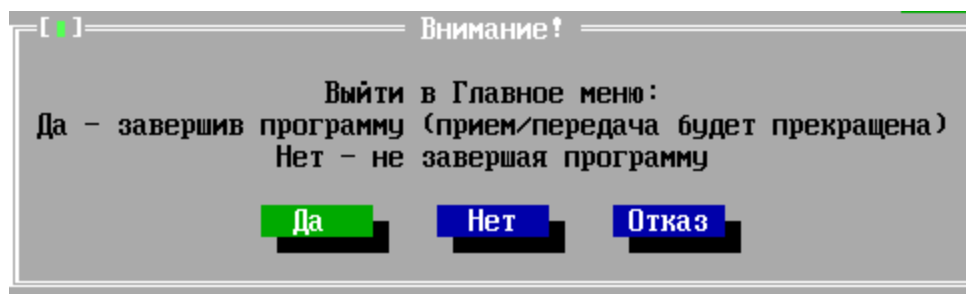 Внимание!
Выйти в Главное меню:
Да - завершив программу (прием/передача будет прекращена)
Нет - не завершая программу
Да Нет Отказ